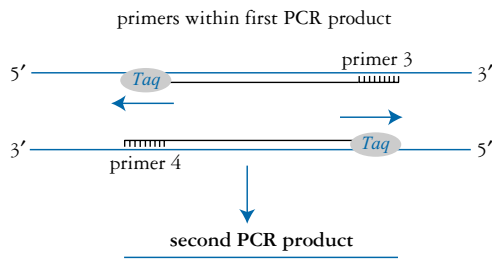 primers within first PCR product
primer 3
5′ Taq 3′
3′ Taq 5′
primer 4
second PCR product